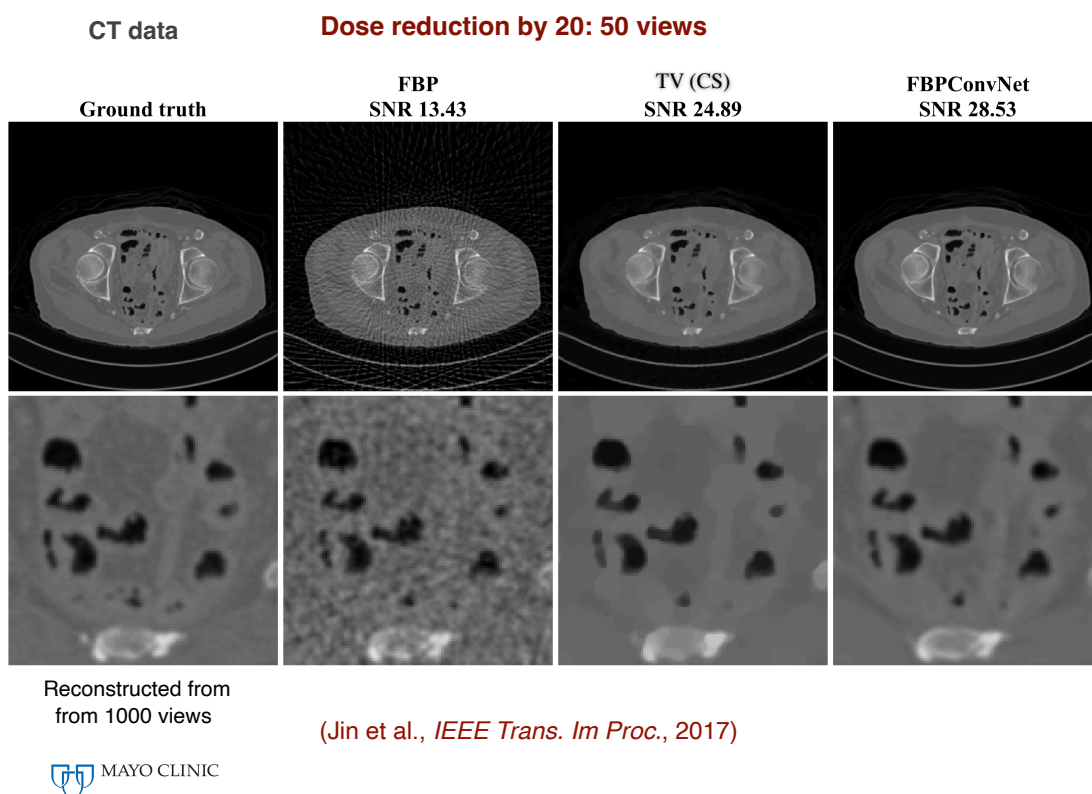 CT data
Dose reduction by 20: 50 views
Ground truth
FBP
SNR 13.43
TV (CS)
SNR 24.89
FBPConvNet
SNR 28.53
Reconstructed from
from 1000 views
(Jin et al., IEEE Trans. Im Proc., 2017)
MAYO CLINIC